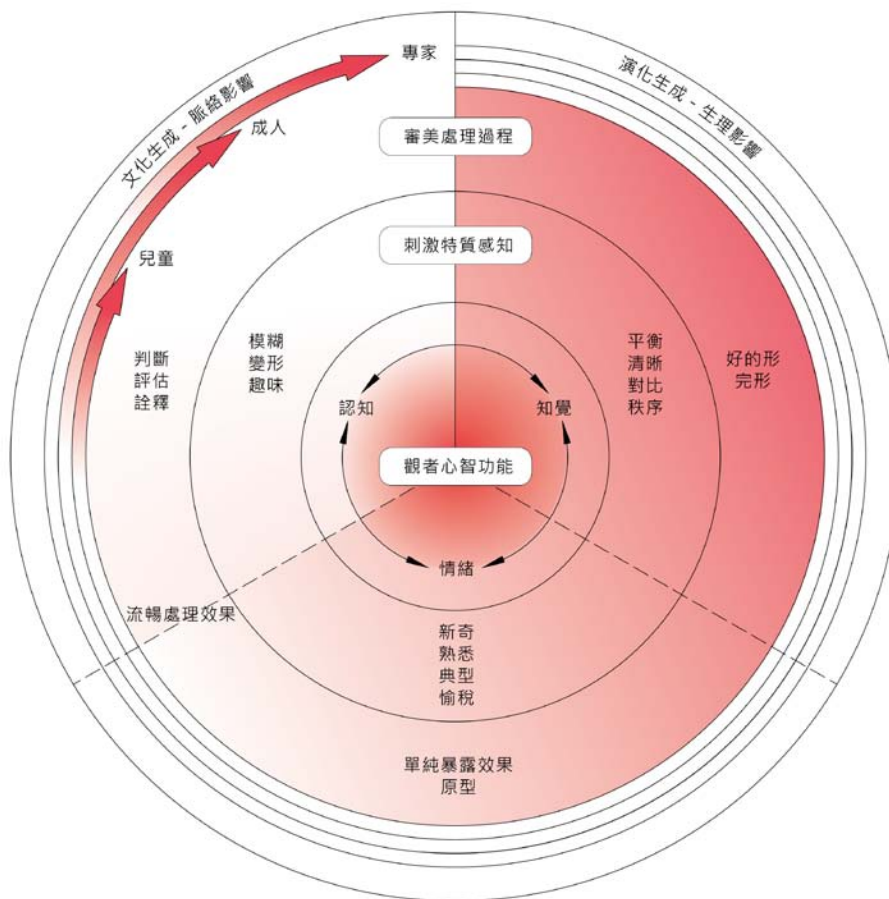 專家
演化生成 - 生理影響
文化生成 - 脈絡影響
成人
審美處理過程
刺激特質感知
兒童
判斷
評估
詮釋
模糊
變形
趣味
平衡
清晰
對比
秩序
好的形
完形
認知
知覺
觀者心智功能
情緒
流暢處理效果
新奇
熟悉
典型
愉稅
單純暴露效果
原型